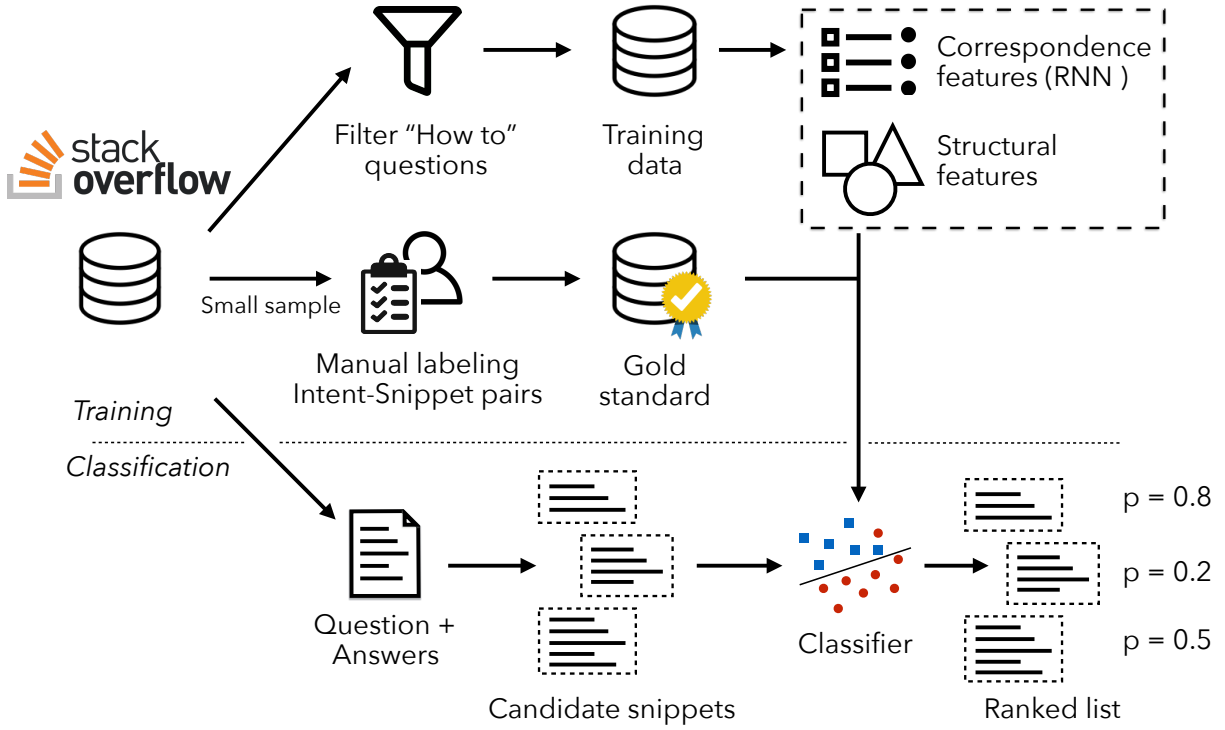 stack
overflow
Filter “How to”
questions
Training
data
Correspondence
features (RNN )
Structural
features
Small sample
Manual labeling
Intent-Snippet pairs
Gold
standard
Training
Classification
Question +
Answers
Candidate snippets
Classifier
p = 0.8
p = 0.2
p = 0.5
Ranked list